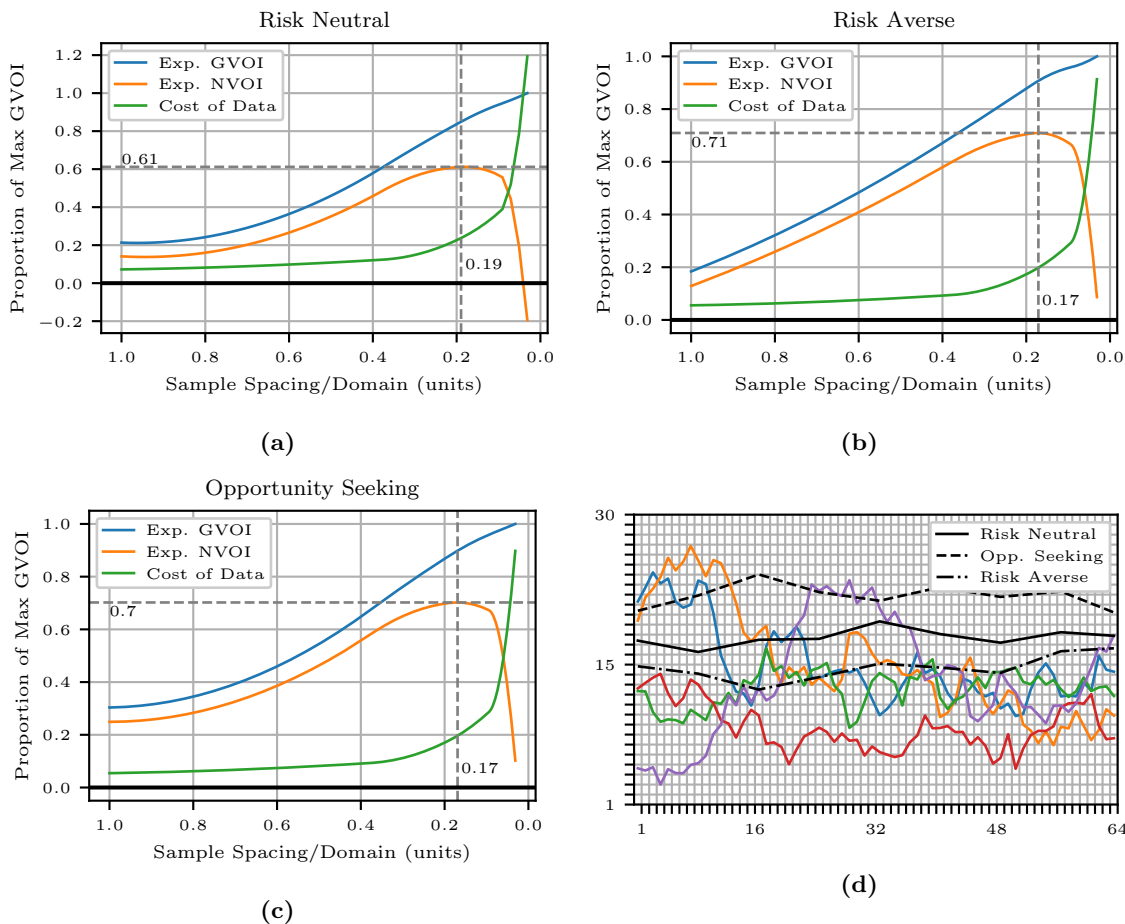 Risk Neutral
Proportion of Max GVOI
1.2
1.0
0.8
0.6
0.4
0.2
0.0
−0.2
Exp. GVOI
Exp. NVOI
Cost of Data
0.61
0.19
1.0
0.8
0.6
0.4
0.2
0.0
Sample Spacing/Domain (units)
(a)
Risk Averse
Proportion of Max GVOI
1.0
0.8
0.6
0.4
0.2
0.0
Exp. GVOI
Exp. NVOI
Cost of Data
0.71
0.17
1.0
0.8
0.6
0.4
0.2
0.0
Sample Spacing/Domain (units)
(b)
Opportunity Seeking
Proportion of Max GVOI
1.0
0.8
0.6
0.4
0.2
0.0
Exp. GVOI
Exp. NVOI
Cost of Data
0.7
0.17
1.0
0.8
0.6
0.4
0.2
0.0
Sample Spacing/Domain (units)
(c)
30
15
1
Risk Neutral
Opp. Seeking
Risk Averse
1
16
32
48
64
(d)